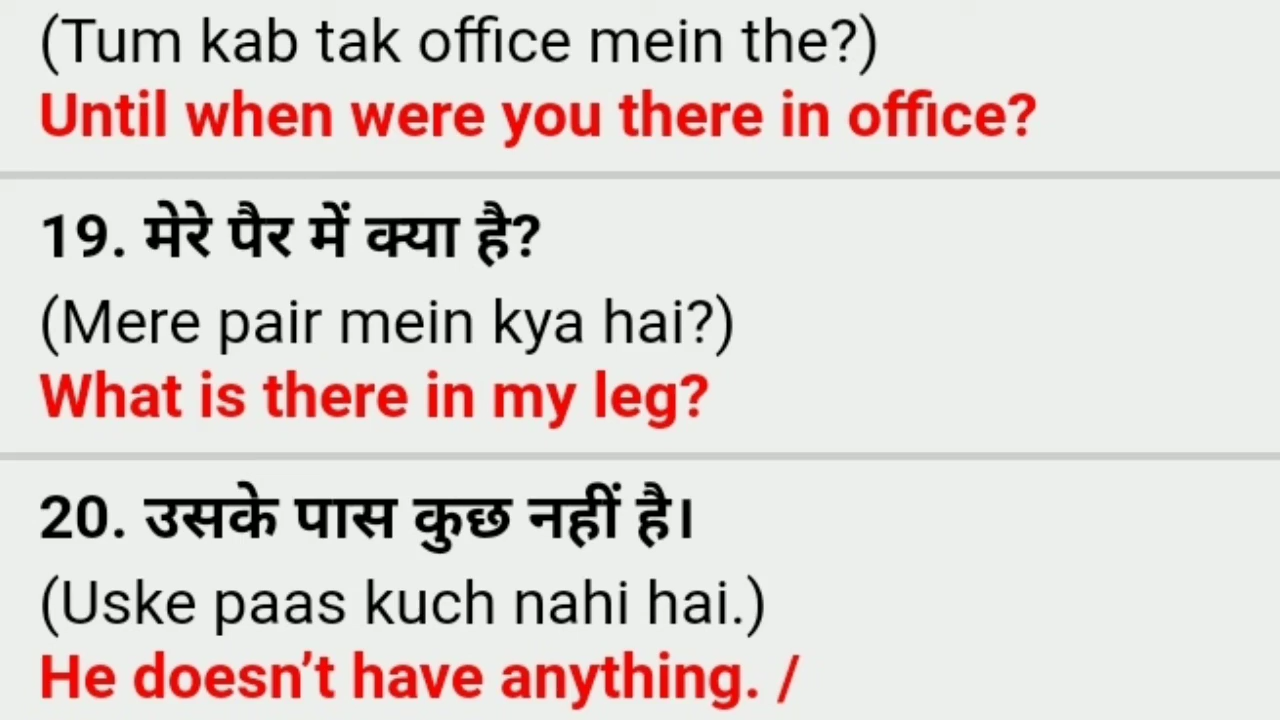 (Tum kab tak office mein the?)
Until when were you there in office?
19. मेरे पैर में क्या है?
(Mere pair mein kya hai?)
What is there in my leg?
20. उसके पास कुछ नहीं है।
(Uske paas kuch nahi hai.)
He doesn’t have anything. /